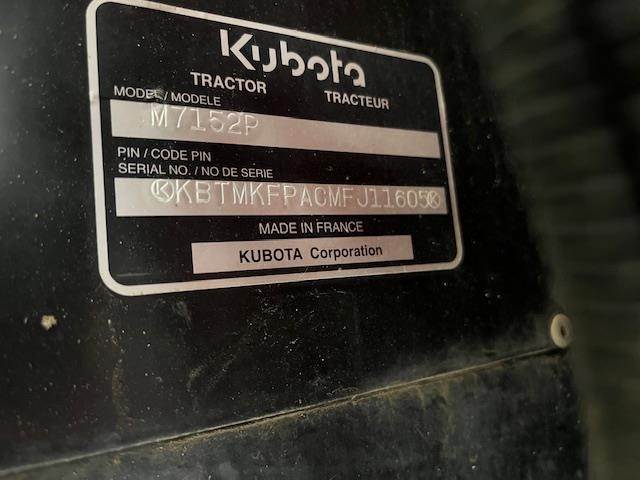 Kubota
TRACTOR
TRACTEUR
MODEL / MODELE
M7152P
PIN / CODE PIN
SERIAL NO. / NO DE SERIE
KBTMKFPACMFJ11605
MADE IN FRANCE
KUBOTA Corporation